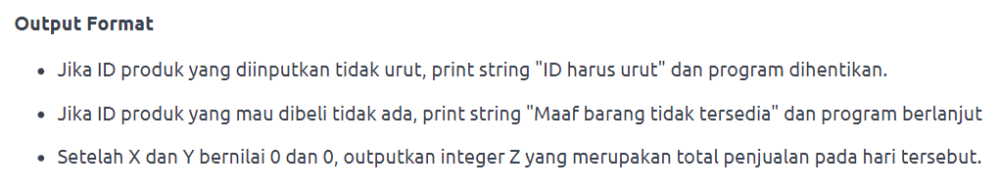 Output Format
• Jika ID produk yang diinputkan tidak urut, print string "ID harus urut" dan program dihentikan.
• Jika ID produk yang mau dibeli tidak ada, print string "Maaf barang tidak tersedia" dan program berlanjut
• Setelah X dan Y bernilai 0 dan 0, outputkan integer Z yang merupakan total penjualan pada hari tersebut.